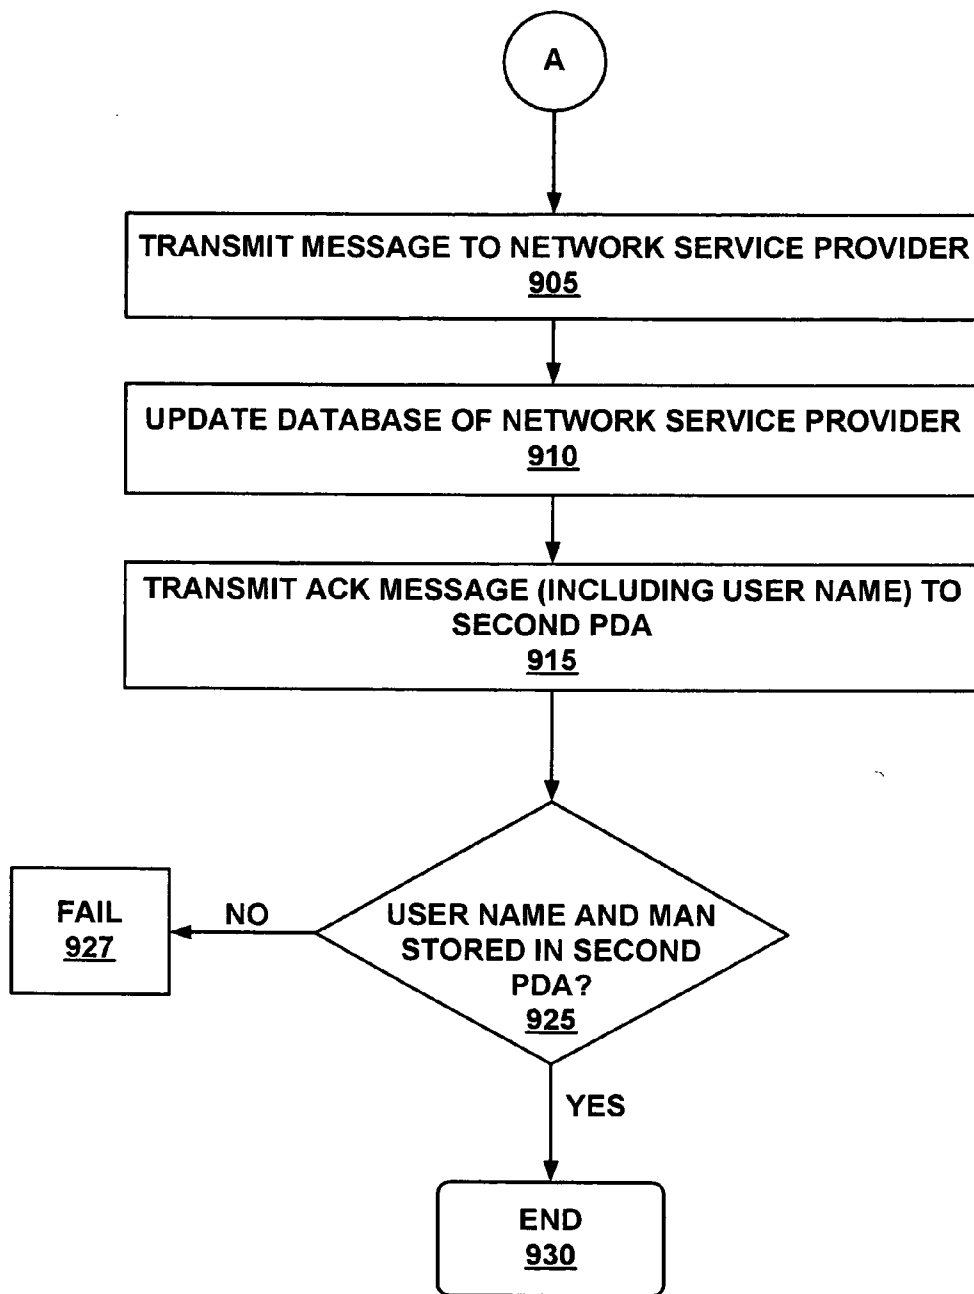 A
TRANSMIT MESSAGE TO NETWORK SERVICE PROVIDER
905
UPDATE DATABASE OF NETWORK SERVICE PROVIDER
910
TRANSMIT ACK MESSAGE (INCLUDING USER NAME) TO
SECOND PDA
915
USER NAME AND MAN
STORED IN SECOND
PDA?
925
NO
FAIL
927
YES
END
930